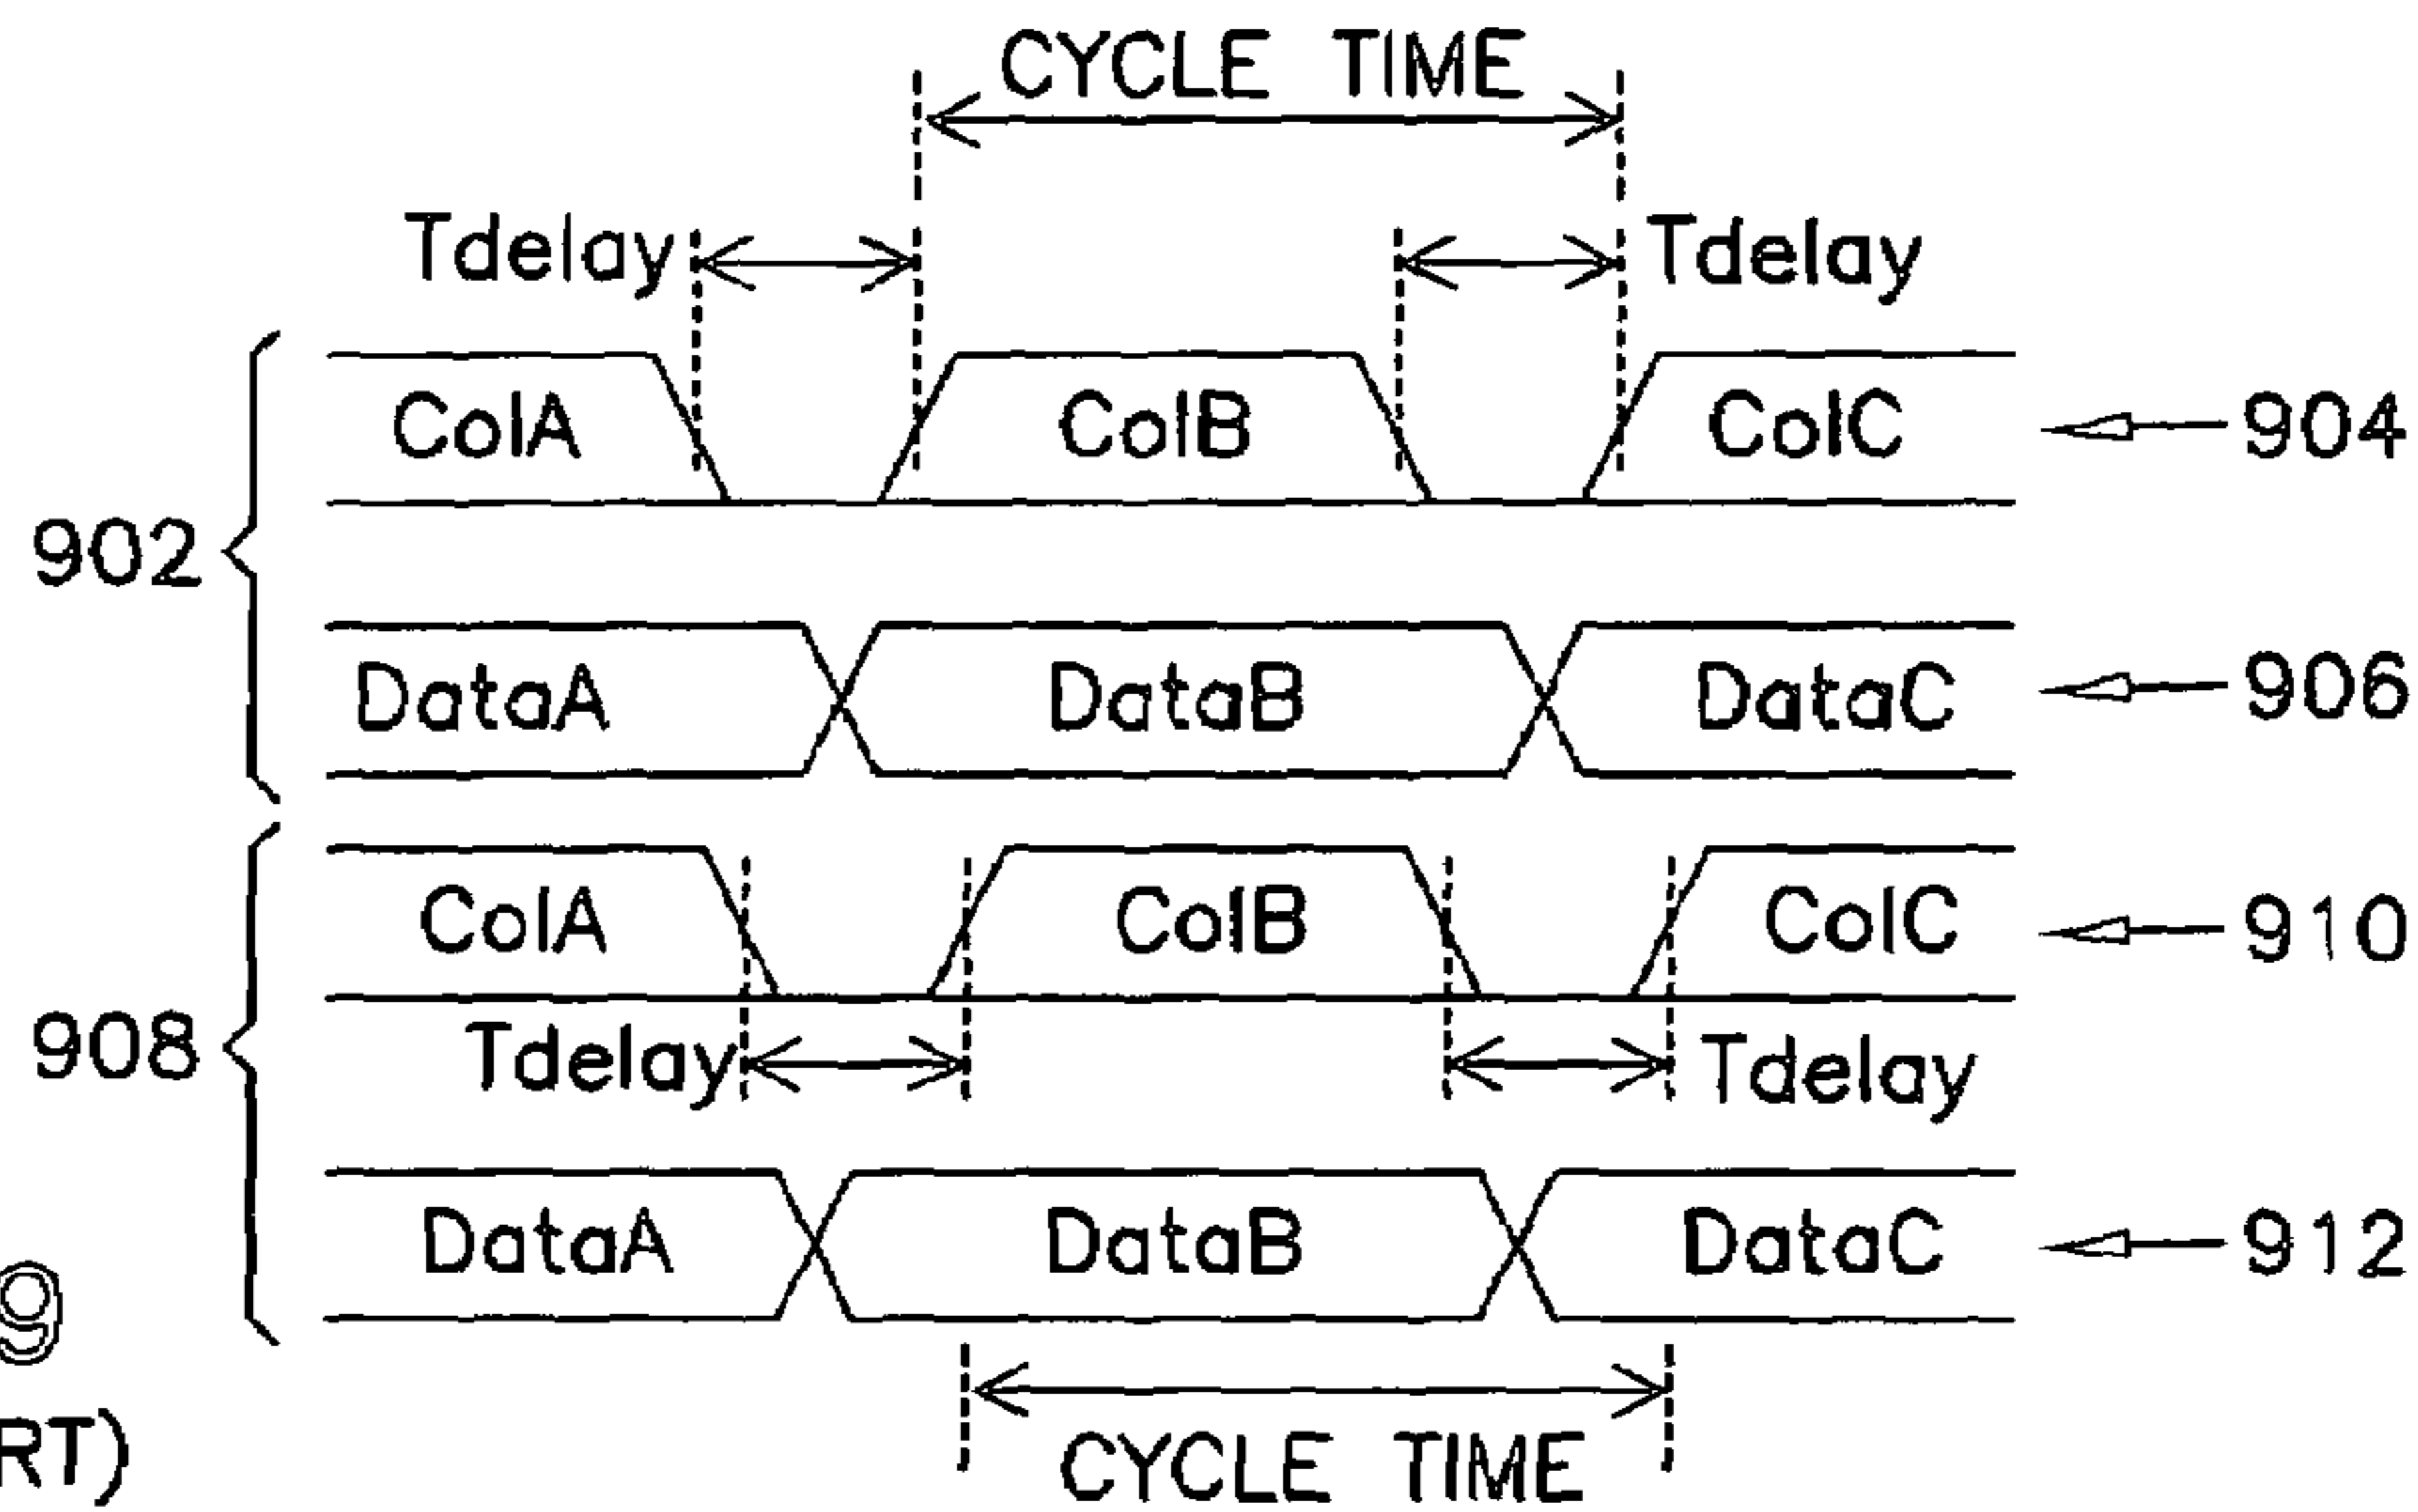 CYCLE TIME
Tdelay Tdelay
ColA ColB ColC 904
902
DataA DataB DataC 906
ColA ColB ColC 910
908
Tdelay Tdelay
DataA DataB DataC 912
9
RT)
CYCLE TIME